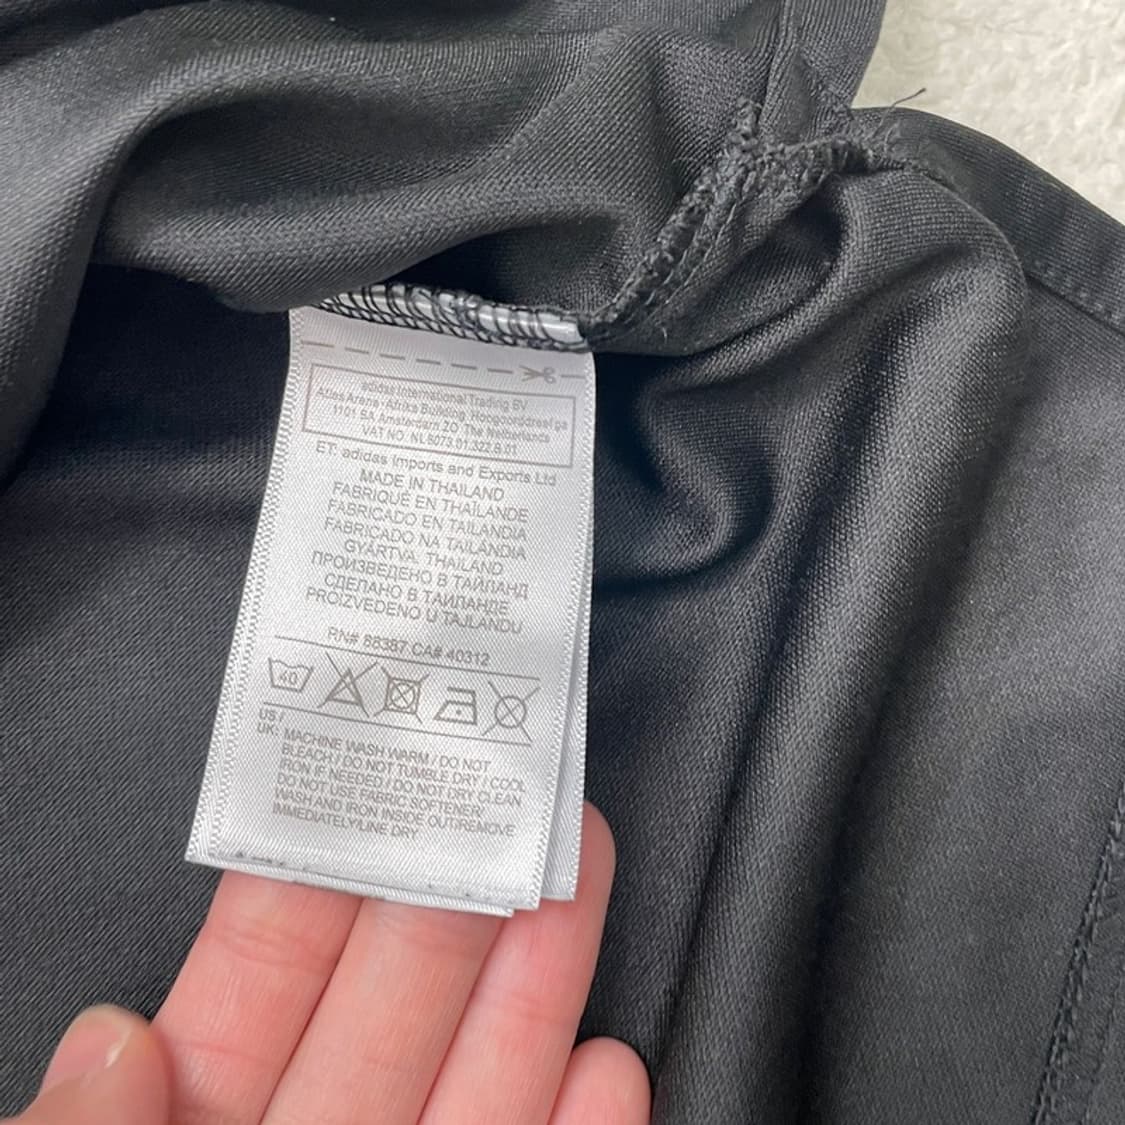 adidas International Trading BV
Atlas Arena - Afrika Building, Hoogoorddreef 9a
1101 BA Amsterdam ZO The Netherlands
VAT NO. NL8073.01.322.B.01
ET: adidas Imports and Exports Ltd
MADE IN THAILAND
FABRIQUÉ EN THAÏLANDE
FABRICADO EN TAILANDIA
FABRICADO NA TAILÂNDIA
GYÁRTVA: THAIFÖLD
ПРОИЗВЕДЕНО В ТАЙЛАНД
СДЕЛАНО В ТАИЛАНДЕ
PROIZVEDENO U TAJLANDU
RN# 88387 CA# 40312
40
US /
UK: MACHINE WASH WARM / DO NOT
BLEACH / DO NOT TUMBLE DRY / COOL
IRON IF NEEDED / DO NOT DRY CLEAN
DO NOT USE FABRIC SOFTENER/
WASH AND IRON INSIDE OUT/REMOVE
IMMEDIATELY/LINE DRY